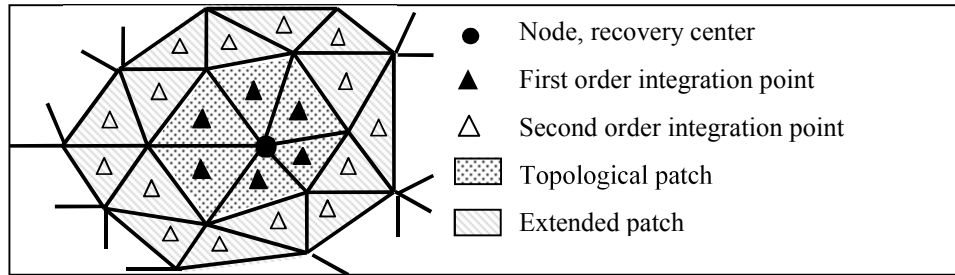 Node, recovery center
First order integration point
Second order integration point
Topological patch
Extended patch